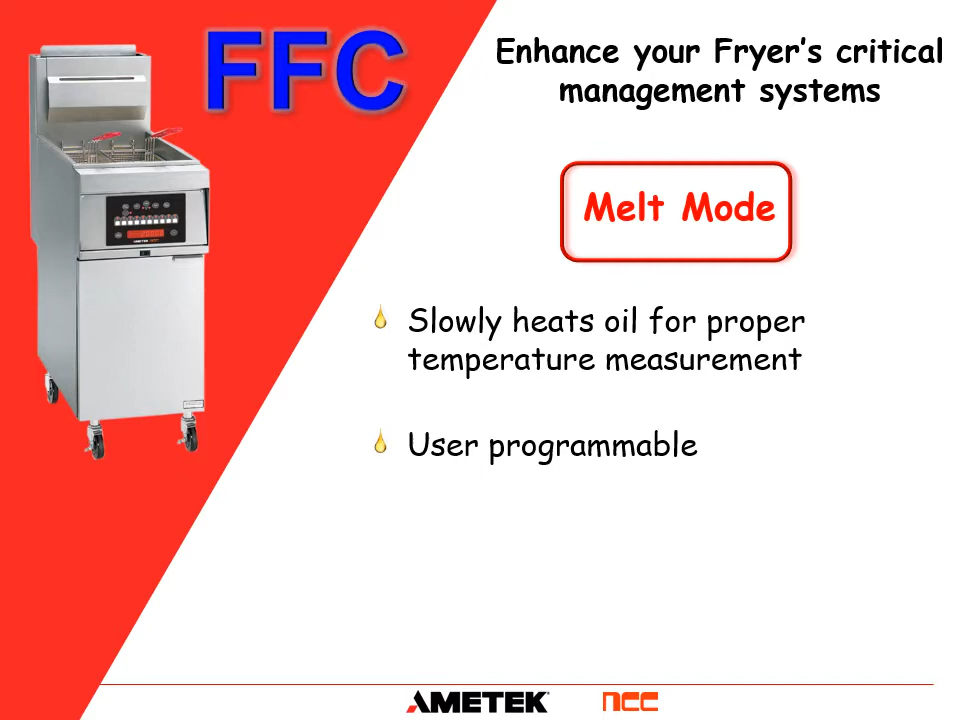 FFC
Enhance your Fryer’s critical
management systems
Melt Mode
Slowly heats oil for proper
temperature measurement
User programmable
AMETEK
AMETEK
NCC